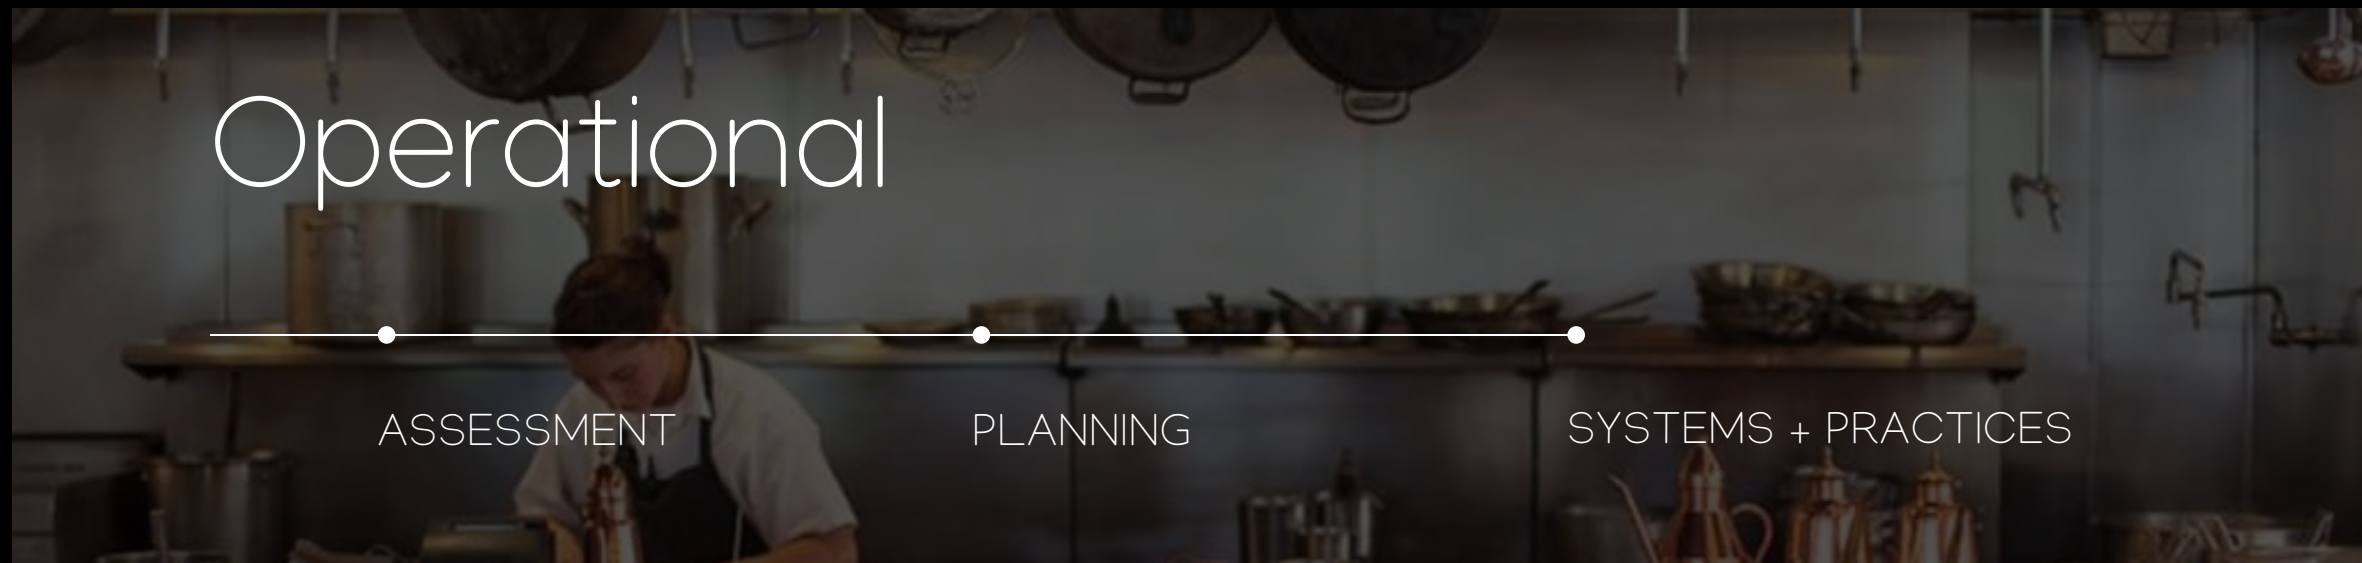 Operational
ASSESSMENT
PLANNING
SYSTEMS + PRACTICES